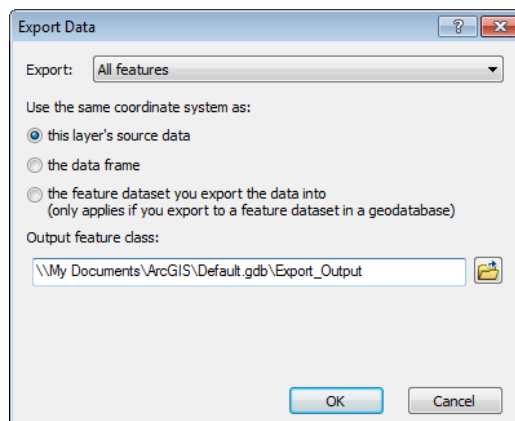 Export Data
Export: All features
Use the same coordinate system as:
this layer's source data
the data frame
the feature dataset you export the data into
(only applies if you export to a feature dataset in a geodatabase)
Output feature class:
\\My Documents\ArcGIS\Default.gdb\Export_Output
OK Cancel